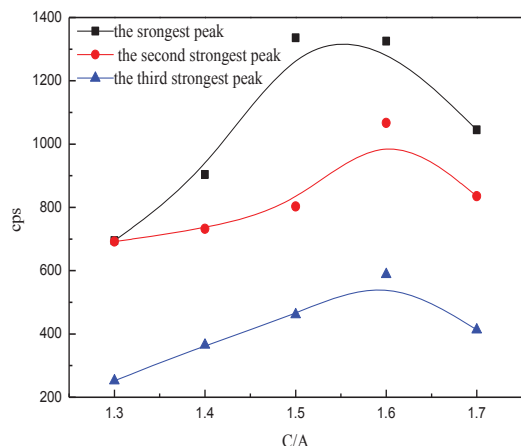 1400
the srongest peak
the second strongest peak
the third strongest peak
1200
1000
800
600
400
200
cps
1.3 1.4 1.5 1.6 1.7
C/A